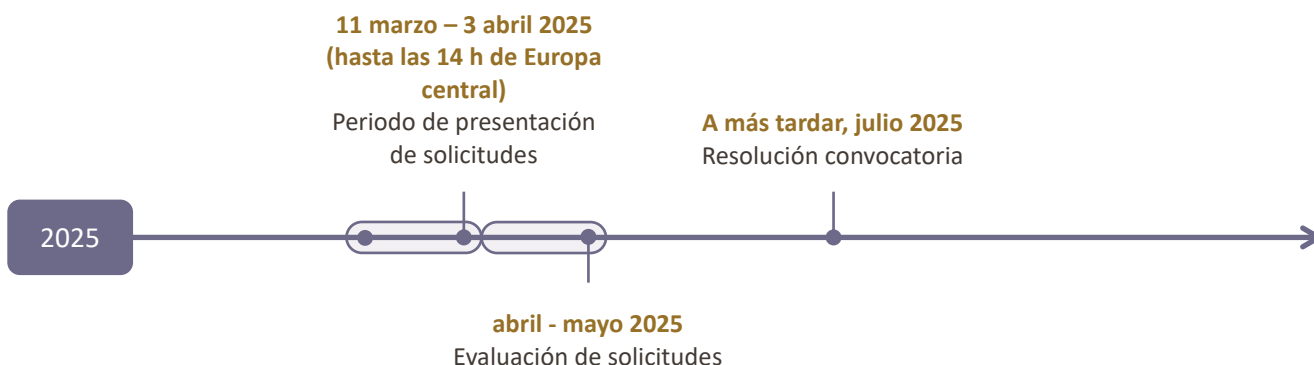 11 marzo – 3 abril 2025
(hasta las 14 h de Europa
central)
Periodo de presentación
de solicitudes
A más tardar, julio 2025
Resolución convocatoria
2025
abril - mayo 2025
Evaluación de solicitudes